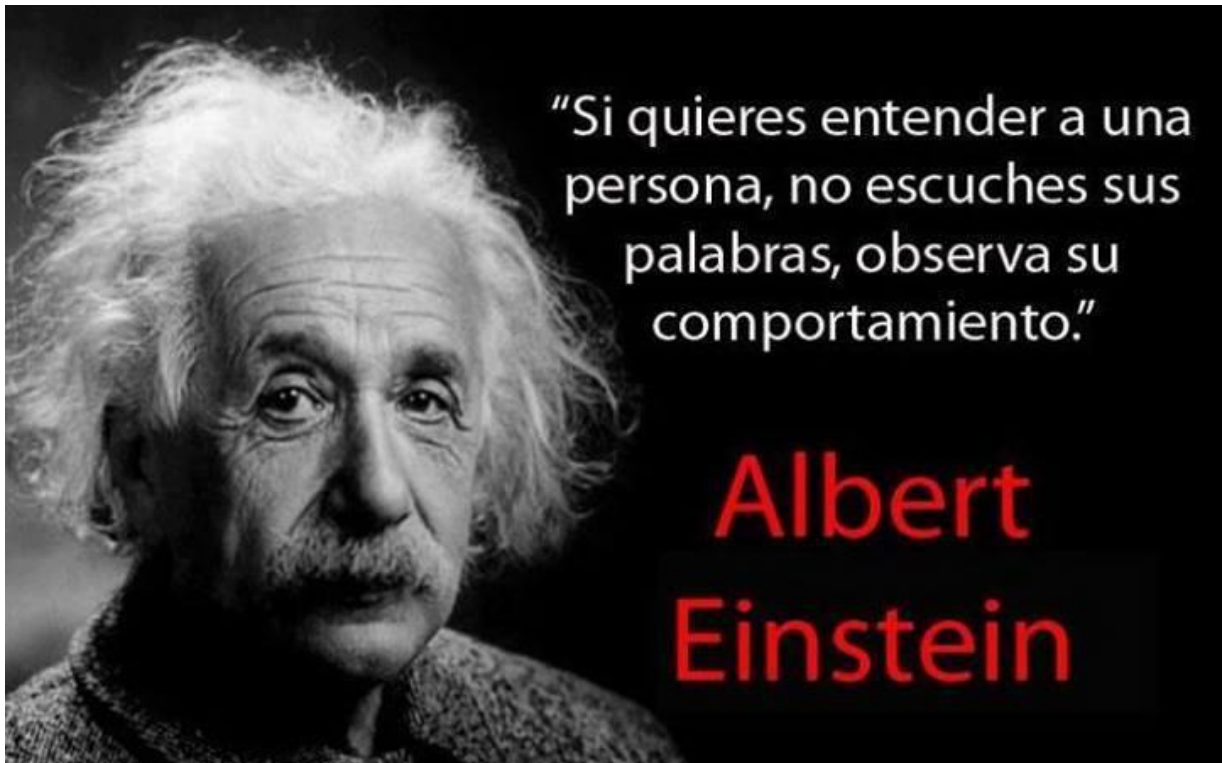 “Si quieres entender a una
persona, no escuches sus
palabras, observa su
comportamiento.”
Albert
Einstein